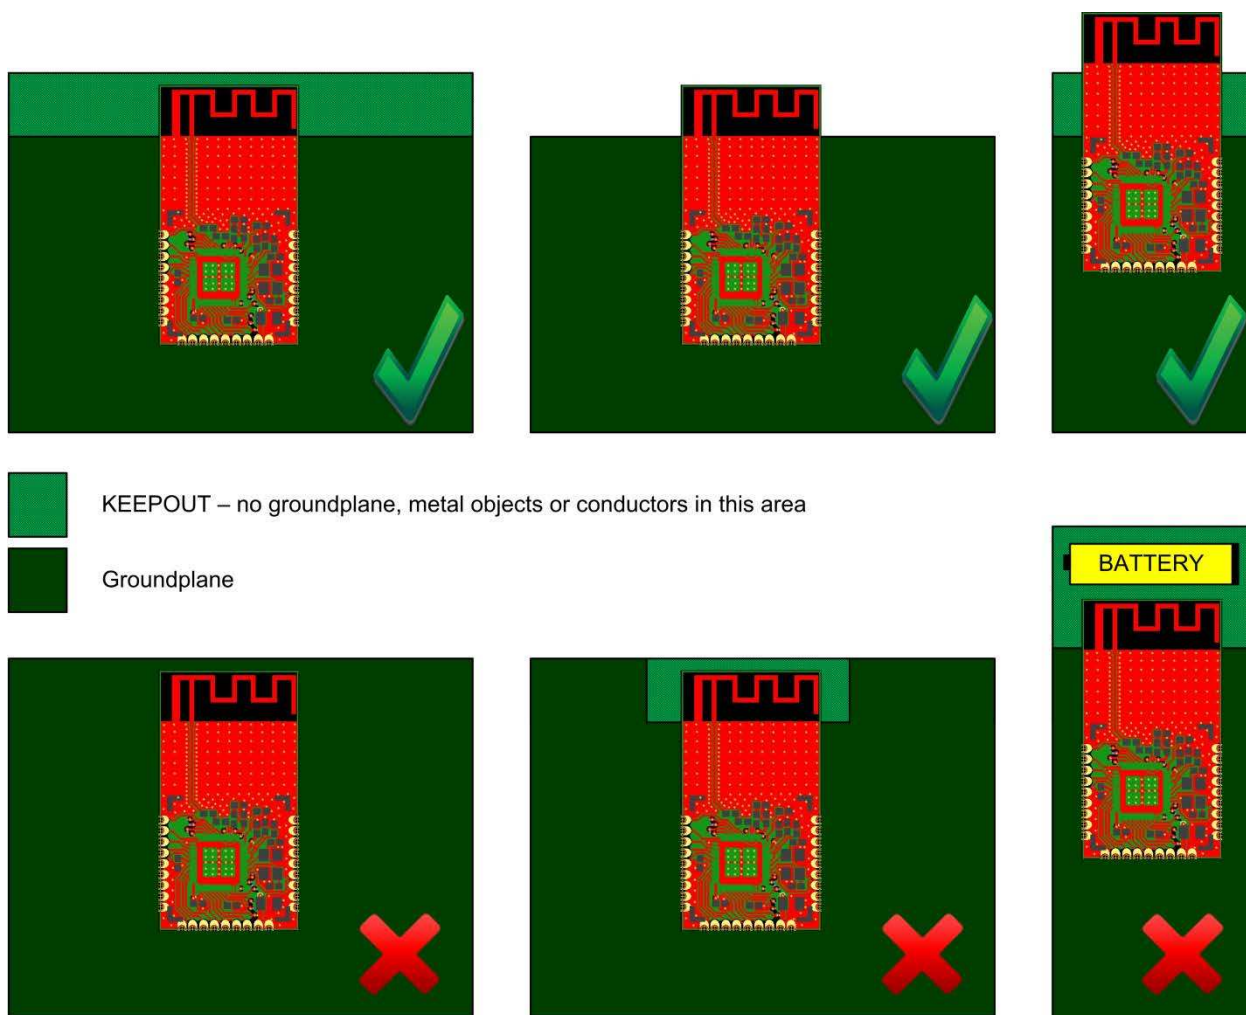 KEEPOUT – no groundplane, metal objects or conductors in this area
Groundplane
BATTERY